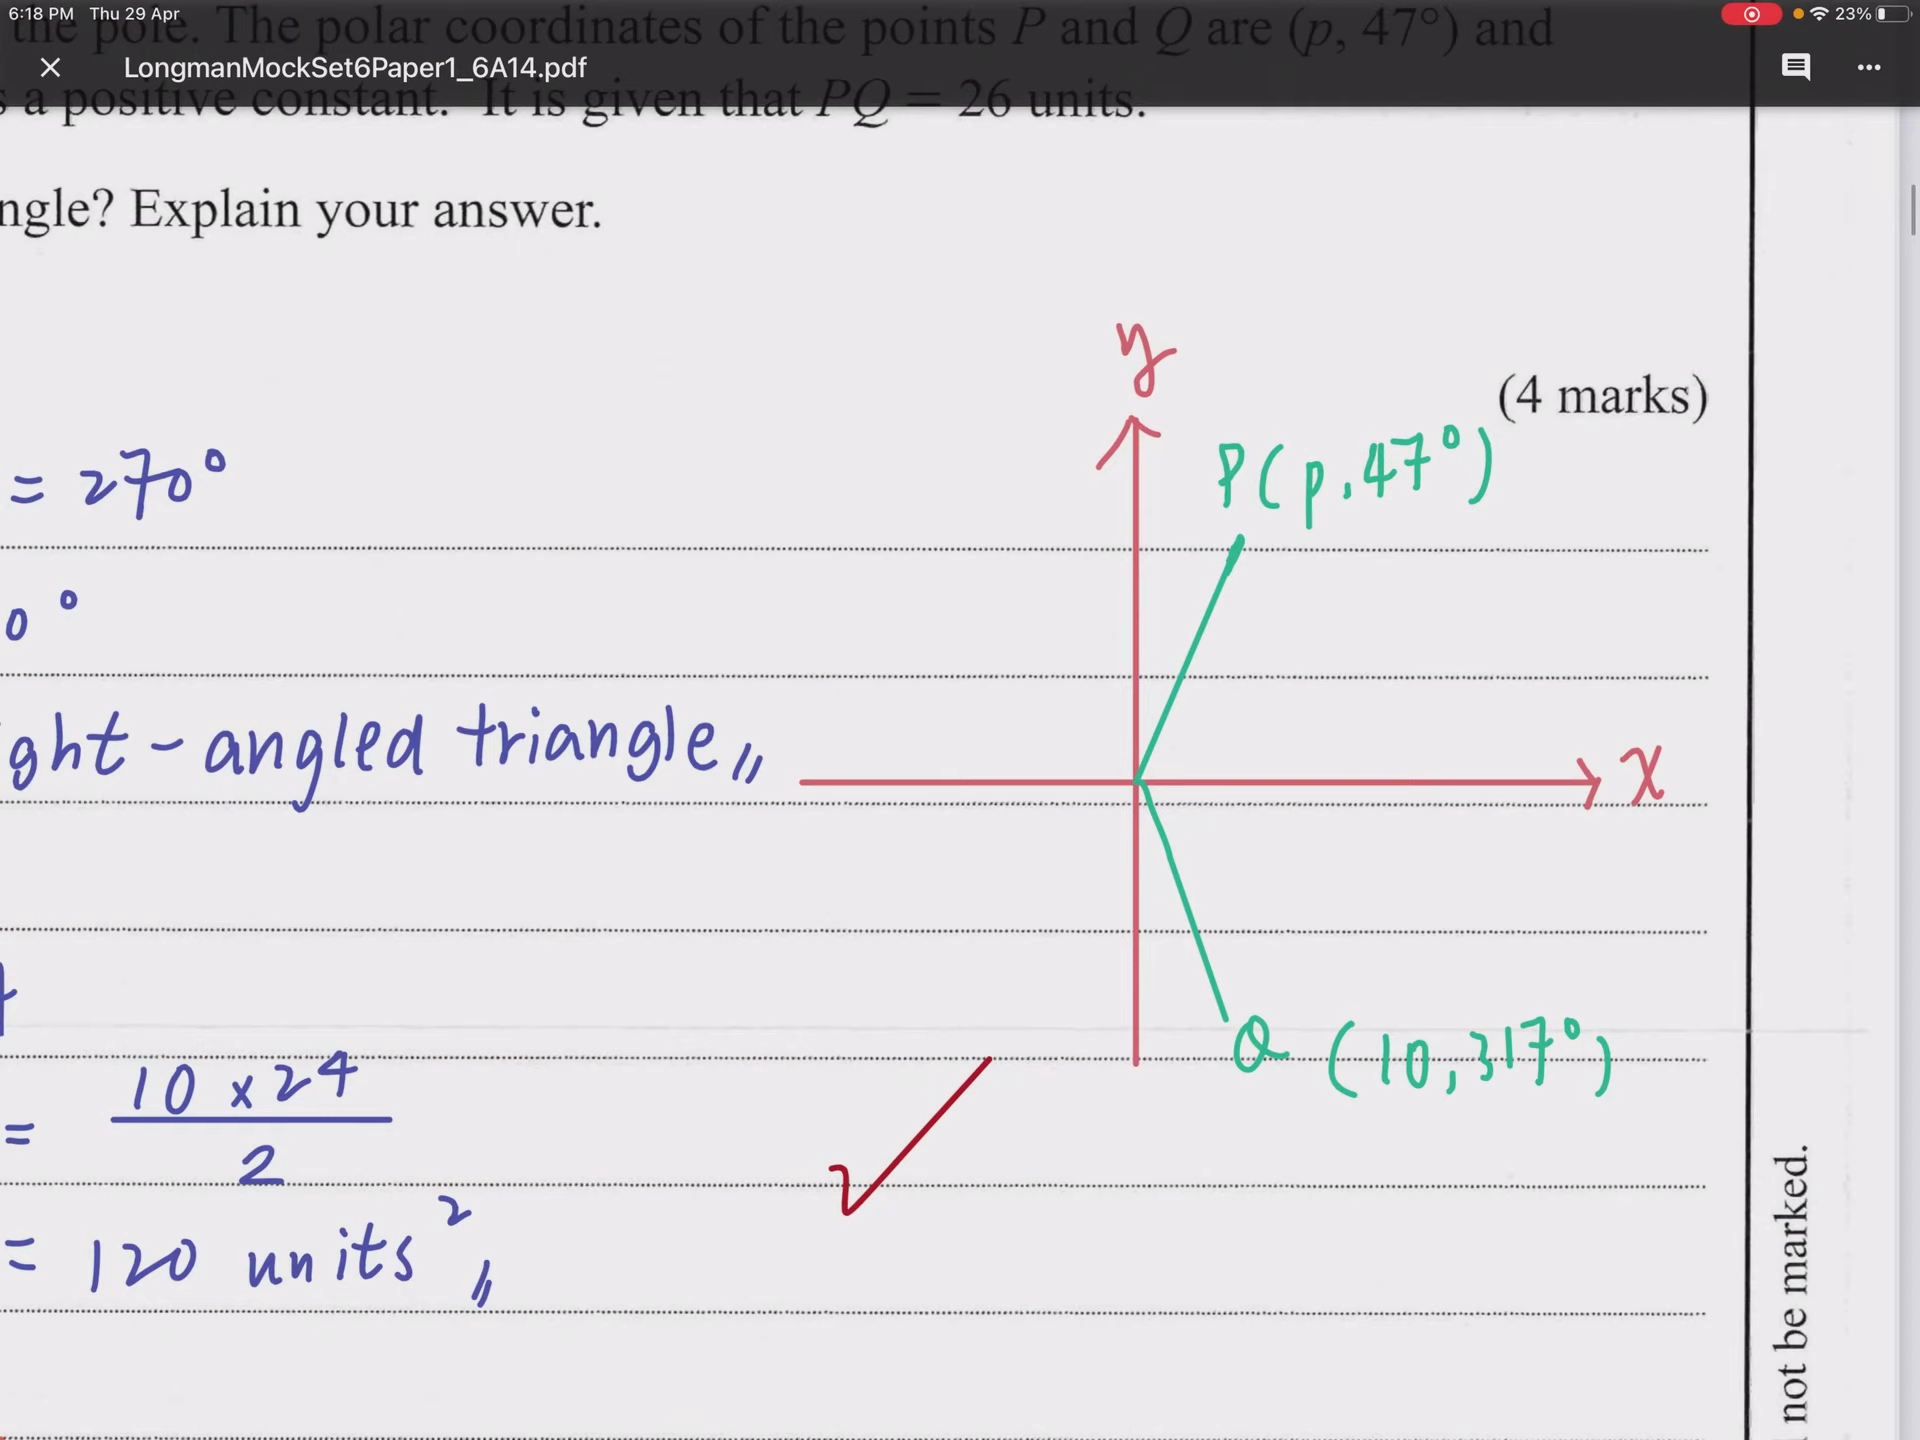 6:18 PM Thu 29 Apr
23%
the pole. The polar coordinates of the points P and Q are (p, 47°) and
LongmanMockSet6Paper1_6A14.pdf
s a positive constant. It is given that PQ = 26 units.
ngle? Explain your answer.
y
(4 marks)
P(p, 47°)
= 270°
0°
ght-angled triangle,,
x
Q (10, 317°)
10 x 24
=
2
= 120 units²,,
not be marked.